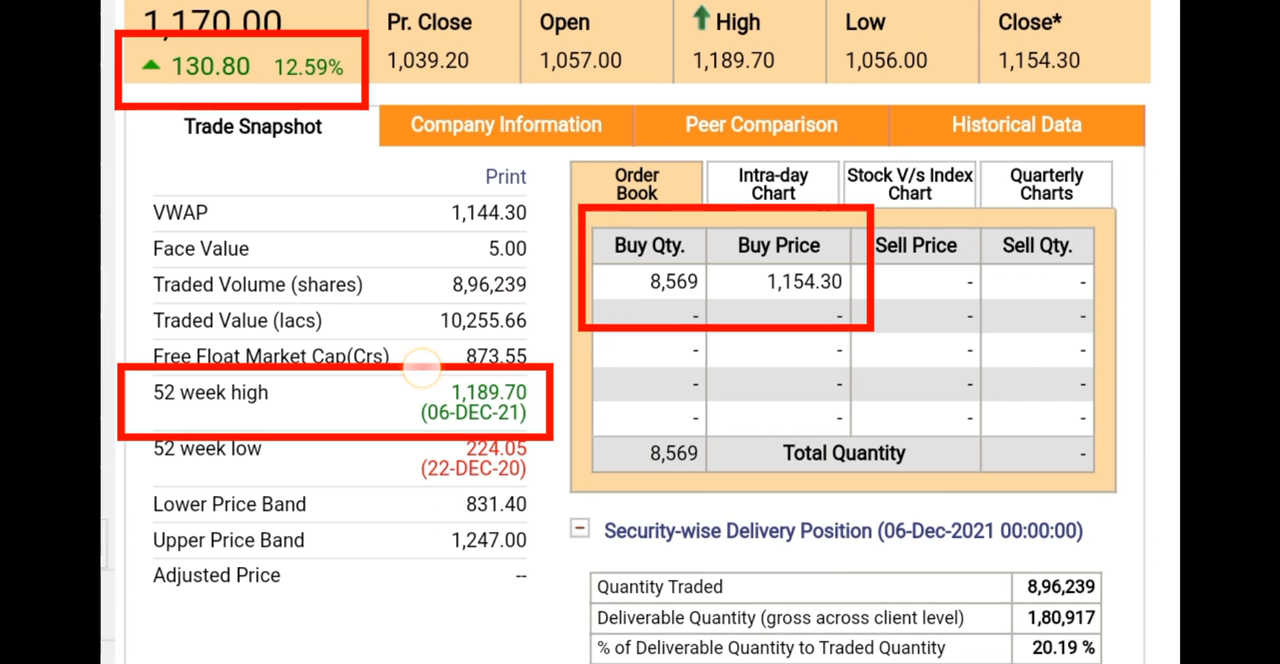 1,170.00
▲ 130.80 12.59%
Pr. Close
1,039.20
Open
1,057.00
High
1,189.70
Low
1,056.00
Close*
1,154.30
Trade Snapshot
Company Information
Peer Comparison
Historical Data
Print
VWAP 1,144.30
Face Value 5.00
Traded Volume (shares) 8,96,239
Traded Value (lacs) 10,255.66
Free Float Market Cap(Crs) 873.55
52 week high 1,189.70
(06-DEC-21)
52 week low 224.05
(22-DEC-20)
Lower Price Band 831.40
Upper Price Band 1,247.00
Adjusted Price --
Order
Book
Intra-day
Chart
Stock V/s Index
Chart
Quarterly
Charts
Buy Qty. Buy Price Sell Price Sell Qty.
8,569 1,154.30 - -
- - - -
- - - -
- - - -
- - - -
8,569 Total Quantity -
Security-wise Delivery Position (06-Dec-2021 00:00:00)
Quantity Traded 8,96,239
Deliverable Quantity (gross across client level) 1,80,917
% of Deliverable Quantity to Traded Quantity 20.19 %